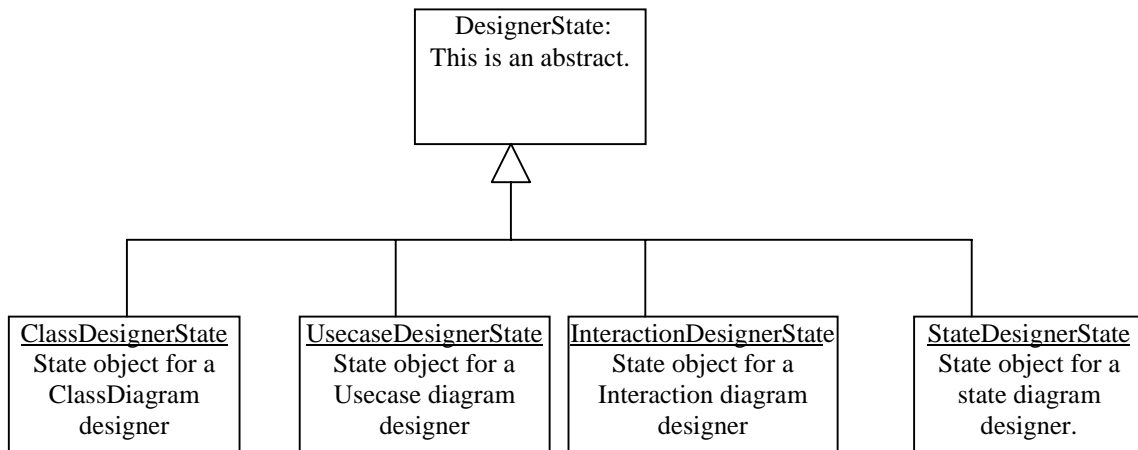 DesignerState:
This is an abstract.
ClassDesignerState
State object for a
ClassDiagram
designer
UsecaseDesignerState
State object for a
Usecase diagram
designer
InteractionDesignerState
State object for a
Interaction diagram
designer
StateDesignerState
State object for a
state diagram
designer.